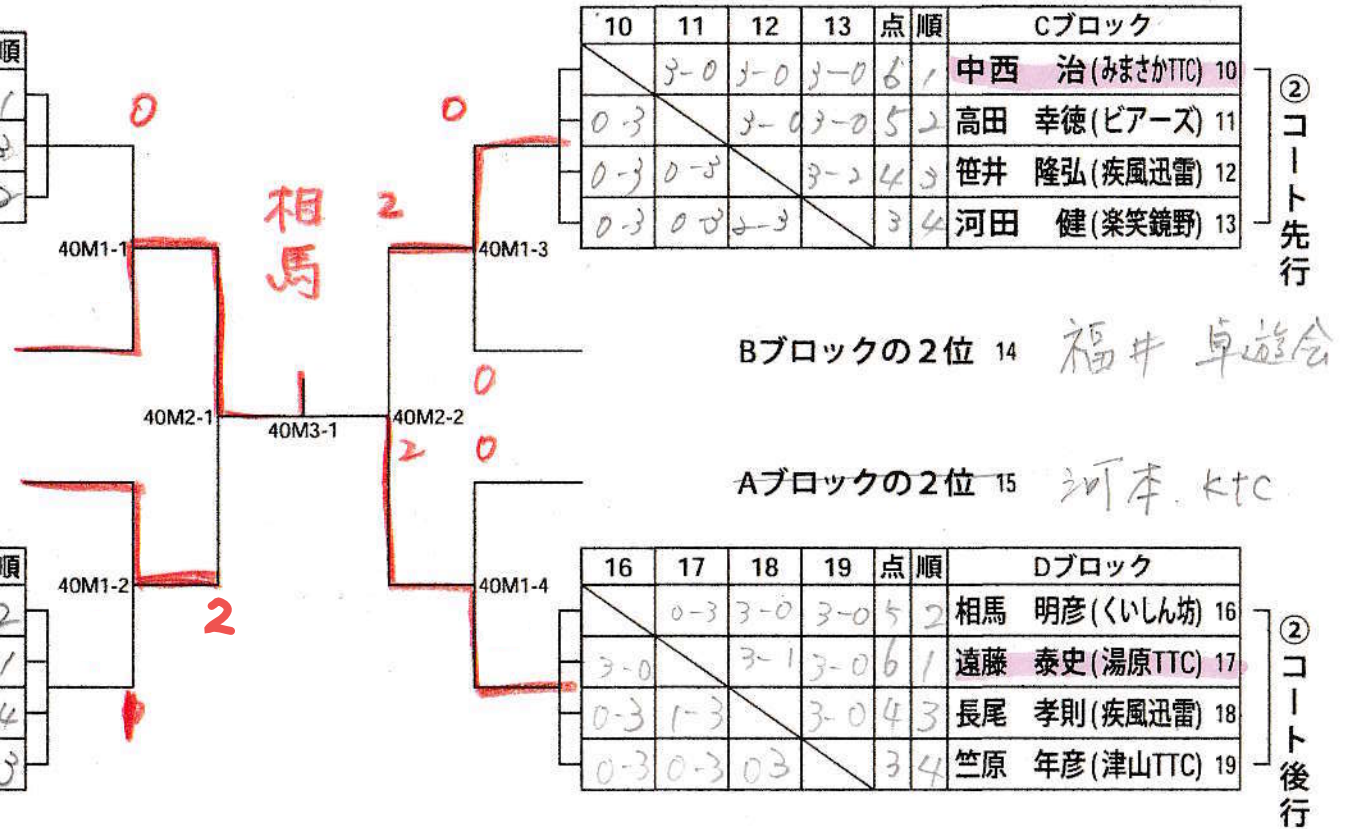 10 11 12 13 点 順 Cブロック
3-0 3-0 3-0 6 1 中西 治(みまさかTTC) 10
0-3 3-0 3-0 5 2 高田 幸徳(ビアーズ) 11
0-3 0-3 3-2 4 3 笹井 隆弘(疾風迅雷) 12
0-3 0-3 2-3 3 4 河田 健(楽笑鏡野) 13
②コート先行
順
1
3
2
0
0
相馬
2
40M1-1
40M1-3
Bブロックの2位 14 福井 卓遊会
0
40M2-1
40M3-1
40M2-2
2 0
Aブロックの2位 15 河本. ktc
40M1-2
40M1-4
2
順
2
1
4
3
16 17 18 19 点 順 Dブロック
0-3 3-0 3-0 5 2 相馬 明彦(くいしん坊) 16
3-0 3-1 3-0 6 1 遠藤 泰史(湯原TTC) 17
0-3 1-3 3-0 4 3 長尾 孝則(疾風迅雷) 18
0-3 0-3 03 3 4 竺原 年彦(津山TTC) 19
②コート後行